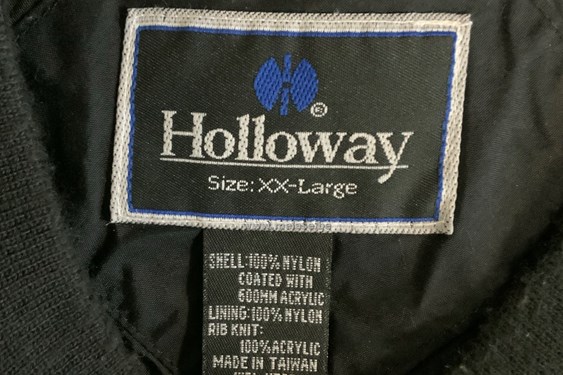 ®
Holloway
Size: XX-Large
SHELL:100% NYLON
COATED WITH
600MM ACRYLIC
LINING:100% NYLON
RIB KNIT:
100% ACRYLIC
MADE IN TAIWAN